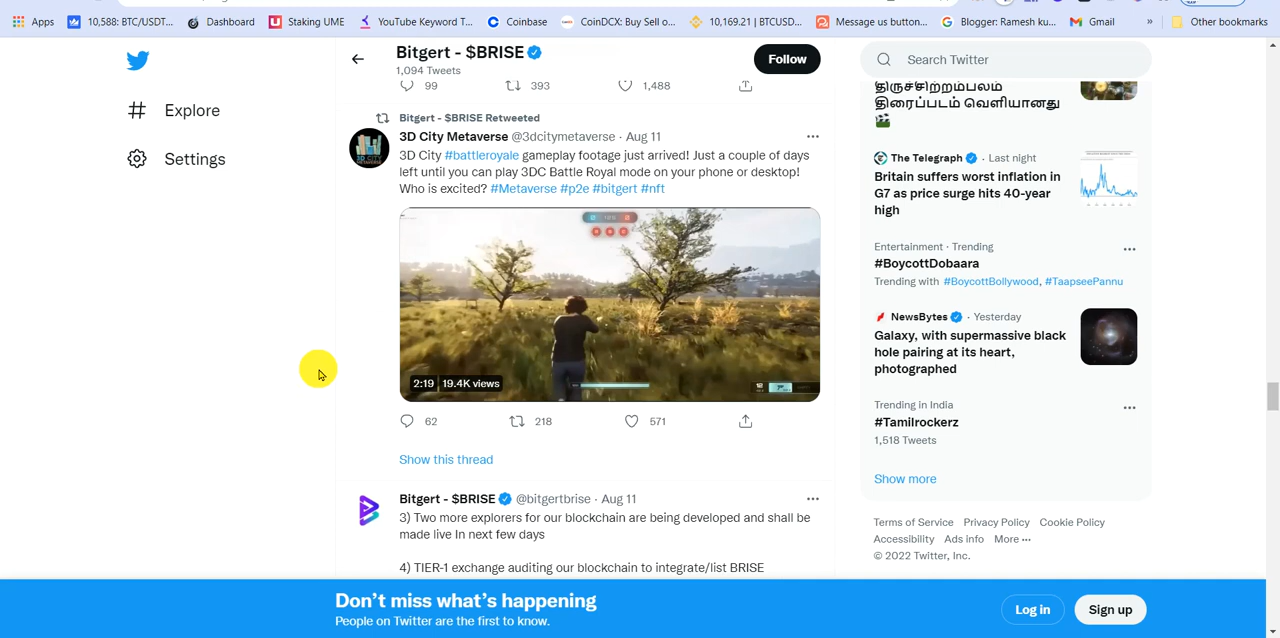 Apps
10,588: BTC/USDT...
Dashboard
Staking UME
YouTube Keyword T...
Coinbase
CoinDCX: Buy Sell o...
10,169.21 | BTCUSD...
Message us button...
Blogger: Ramesh ku...
Gmail
»
Other bookmarks
Explore
Settings
Bitgert - $BRISE
1,094 Tweets
Follow
99
393
1,488
Bitgert - $BRISE Retweeted
3D City Metaverse @3dcitymetaverse · Aug 11
3D City #battleroyale gameplay footage just arrived! Just a couple of days
left until you can play 3DC Battle Royal mode on your phone or desktop!
Who is excited? #Metaverse #p2e #bitgert #nft
2:19
19.4K views
62
218
571
Show this thread
Bitgert - $BRISE @bitgertbrise · Aug 11
3) Two more explorers for our blockchain are being developed and shall be
made live In next few days
4) TIER-1 exchange auditing our blockchain to integrate/list BRISE
Search Twitter
திருச்சிற்றம்பலம்
திரைப்படம் வெளியானது
The Telegraph · Last night
Britain suffers worst inflation in
G7 as price surge hits 40-year
high
Entertainment · Trending
#BoycottDobaara
Trending with #BoycottBollywood, #TaapseePannu
NewsBytes · Yesterday
Galaxy, with supermassive black
hole pairing at its heart,
photographed
Trending in India
#Tamilrockerz
1,518 Tweets
Show more
Terms of Service Privacy Policy Cookie Policy
Accessibility Ads info More ···
© 2022 Twitter, Inc.
Don't miss what's happening
People on Twitter are the first to know.
Log in
Sign up